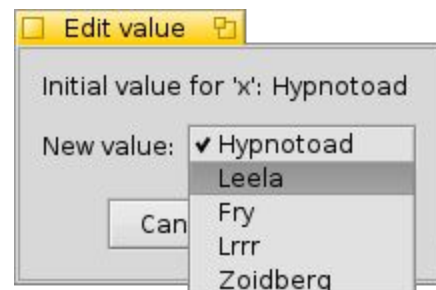 Edit value
Initial value for 'x': Hypnotoad
New value: ✔ Hypnotoad
Leela
Fry
Lrrr
Zoidberg